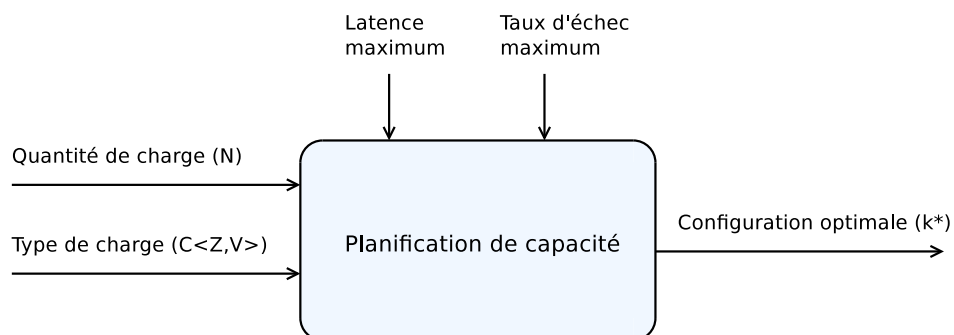 Latence
maximum
Taux d'échec
maximum
Quantité de charge (N)
Type de charge (C<Z,V>)
Planification de capacité
Configuration optimale (k*)